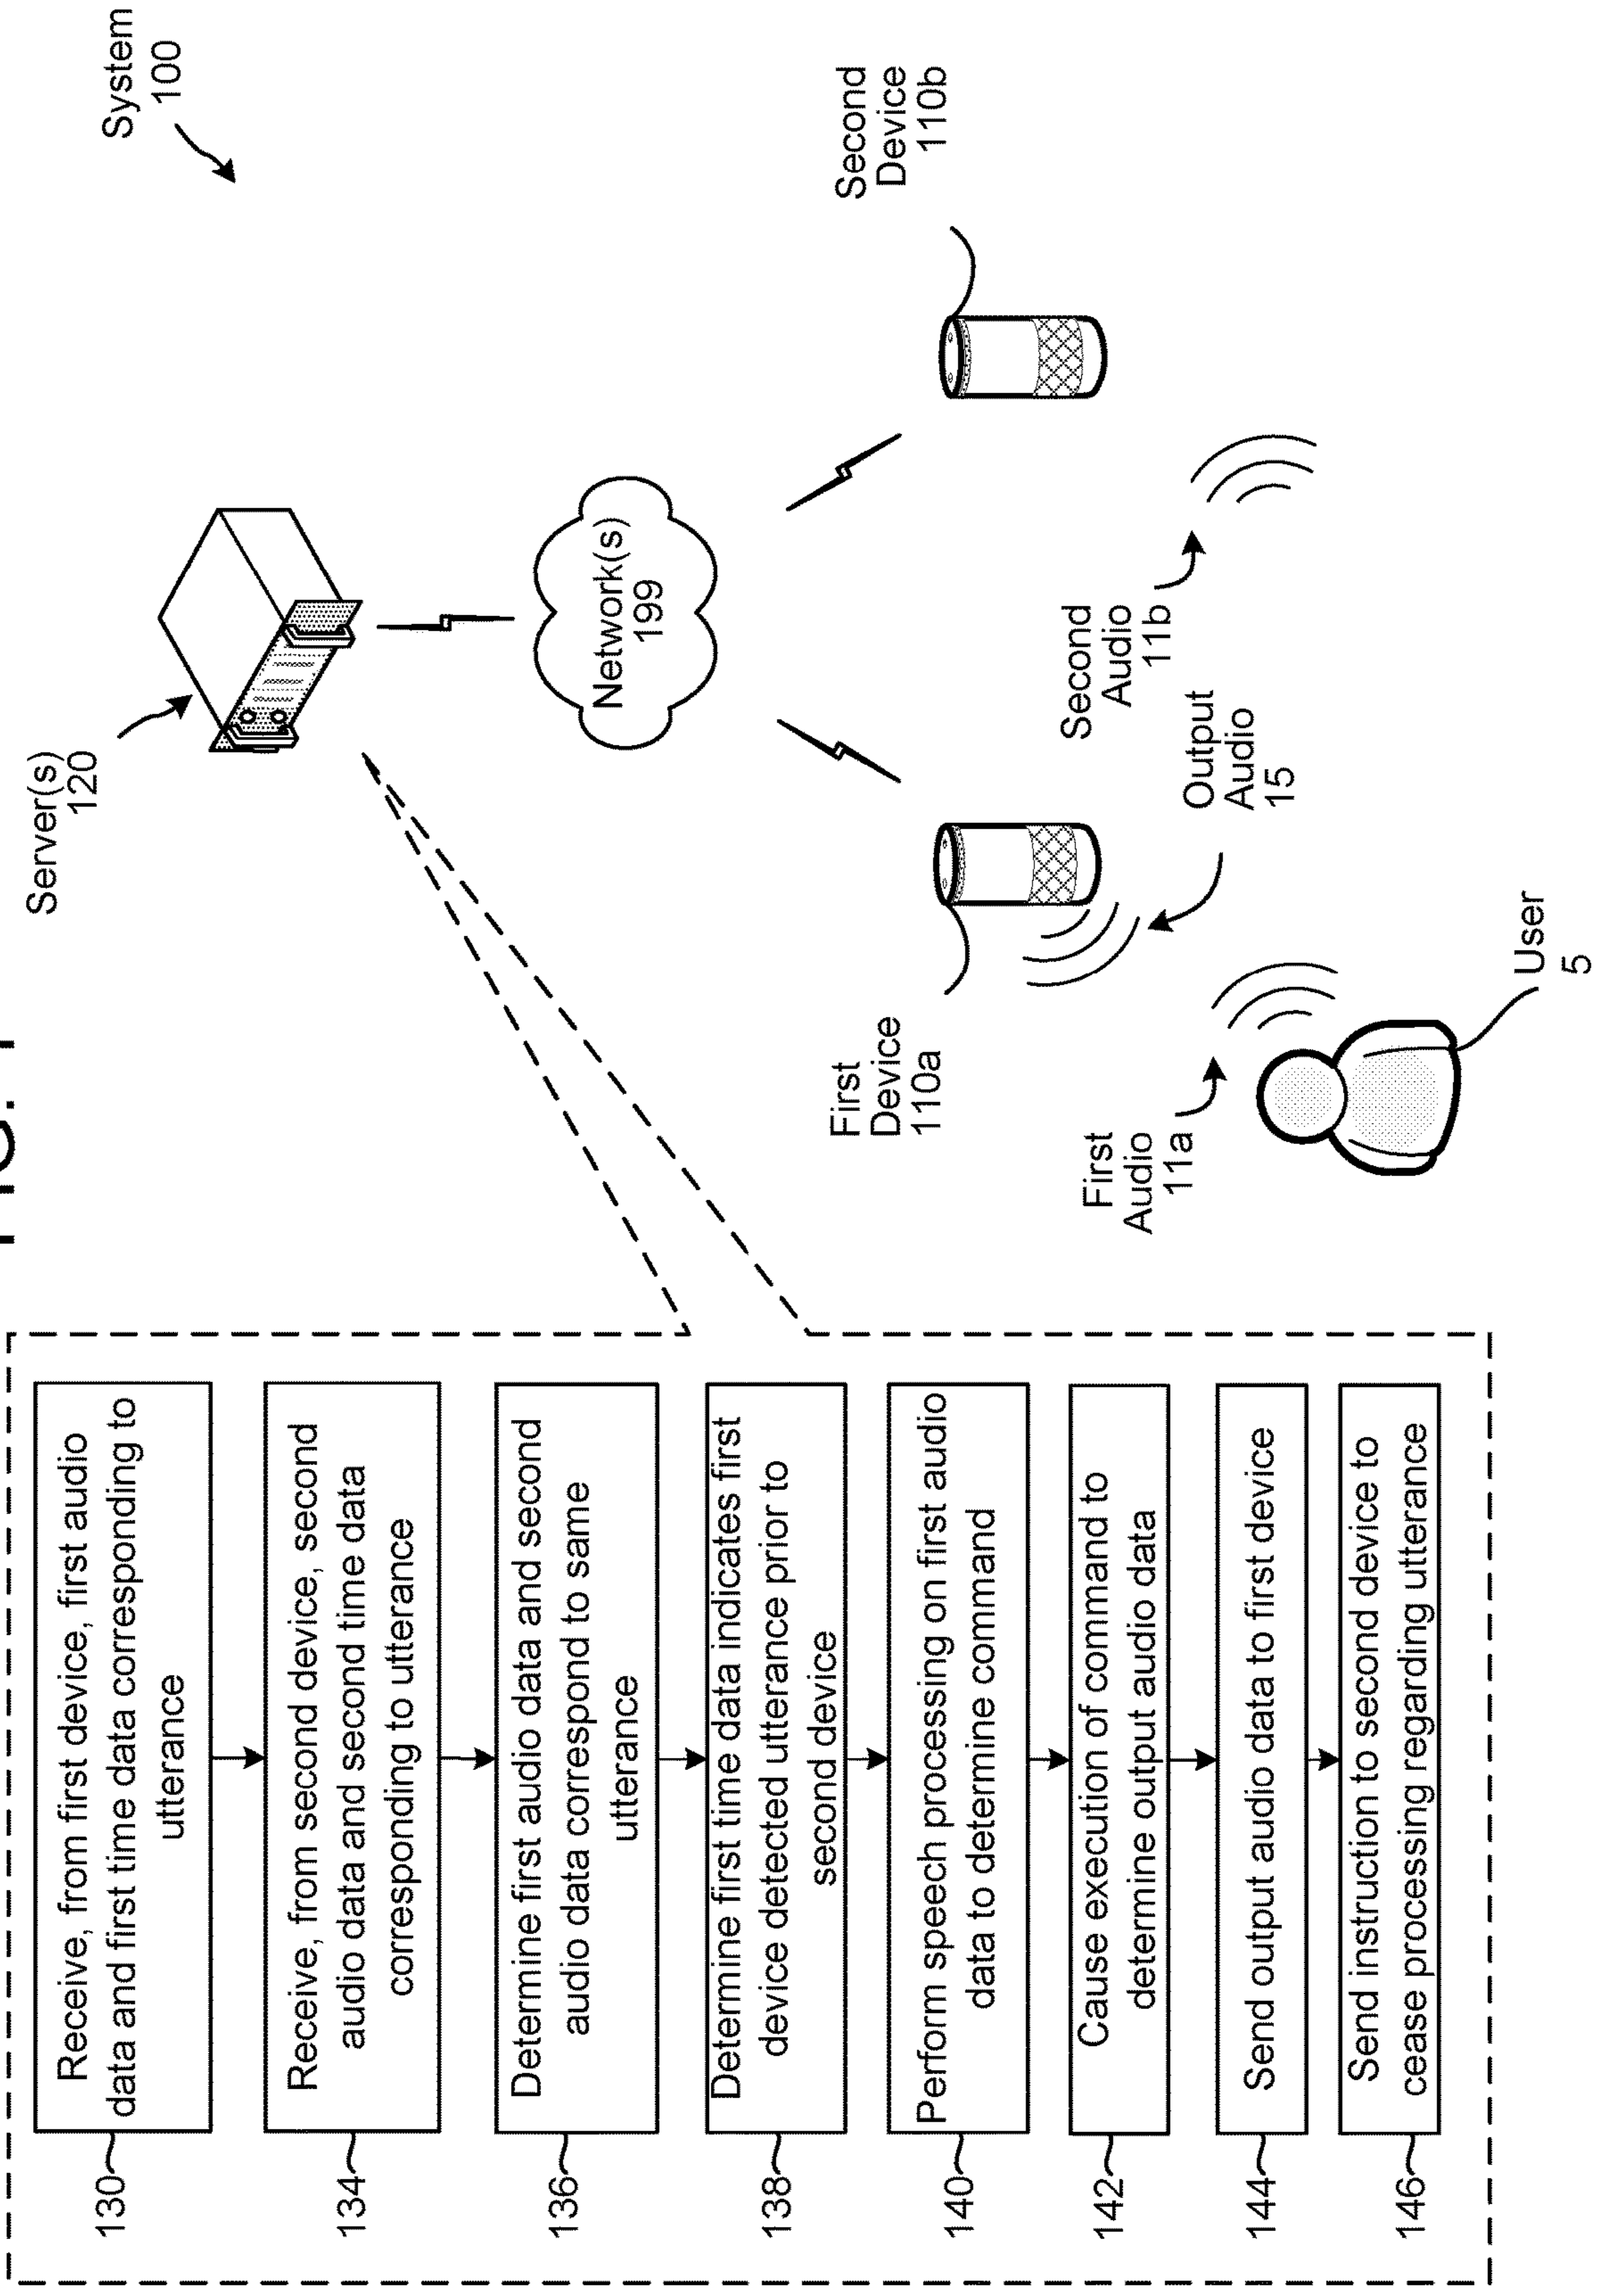 FIG. 1
130
Receive, from first device, first audio
data and first time data corresponding to
utterance
134
Receive, from second device, second
audio data and second time data
corresponding to utterance
136
Determine first audio data and second
audio data correspond to same
utterance
138
Determine first time data indicates first
device detected utterance prior to
second device
140
Perform speech processing on first audio
data to determine command
142
Cause execution of command to
determine output audio data
144
Send output audio data to first device
146
Send instruction to second device to
cease processing regarding utterance
System
100
Server(s)
120
Network(s)
199
First
Device
110a
Second
Device
110b
First
Audio
11a
Second
Audio
11b
Output
Audio
15
User
5